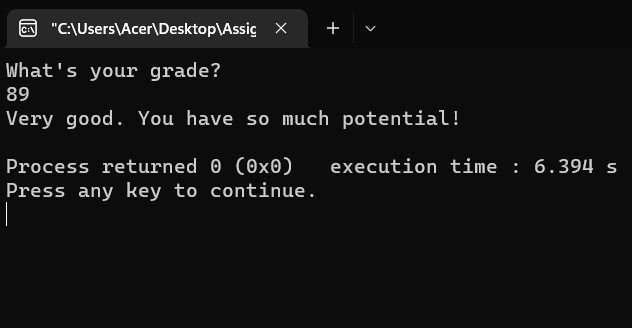 "C:\Users\Acer\Desktop\Assig
What's your grade?
89
Very good. You have so much potential!
Process returned 0 (0x0)   execution time : 6.394 s
Press any key to continue.